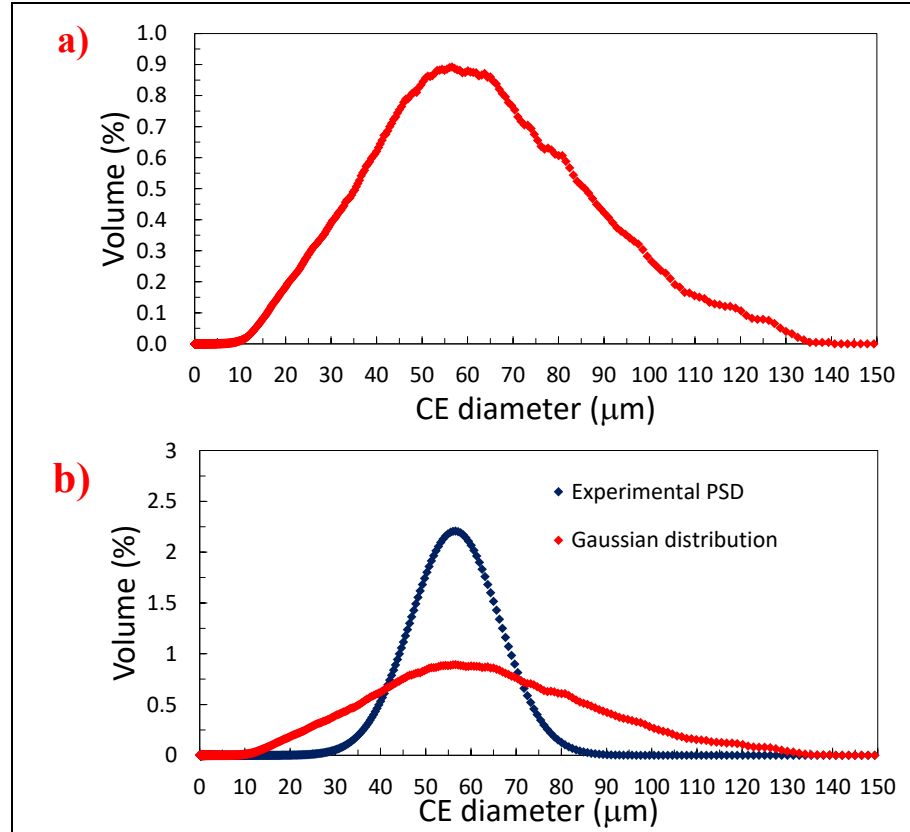 a)
Volume (%)
1.0
0.9
0.8
0.7
0.6
0.5
0.4
0.3
0.2
0.1
0.0
0 10 20 30 40 50 60 70 80 90 100 110 120 130 140 150
CE diameter (μm)
b)
Volume (%)
3
2.5
2
1.5
1
0.5
0
Experimental PSD
Gaussian distribution
0 10 20 30 40 50 60 70 80 90 100 110 120 130 140 150
CE diameter (μm)